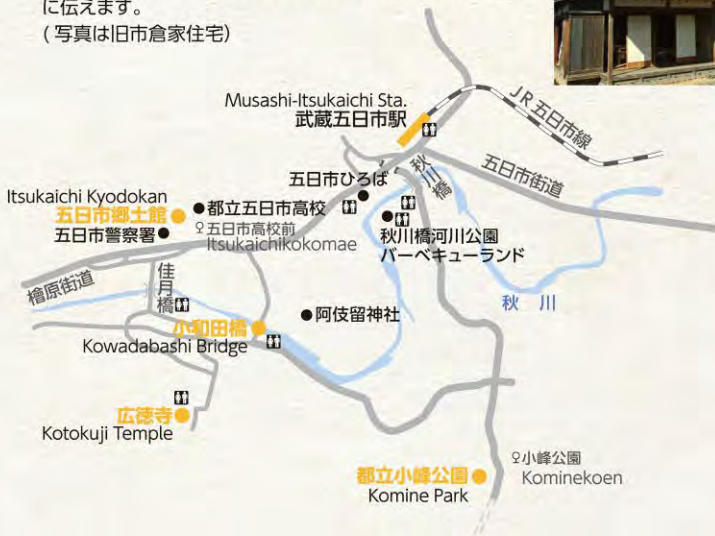 に伝えます。
(写真は旧市倉家住宅)
Musashi-Itsukaichi Sta.
武蔵五日市駅
JR五日市線
五日市街道
秋川橋
五日市ひろば
Itsukaichi Kyodokan
五日市郷土館
都立五日市高校
五日市警察署
五日市高校前
Itsukaichikokomae
秋川橋河川公園
バーベキューランド
檜原街道
佳月橋
秋川
阿伎留神社
小和田橋
Kowadabashi Bridge
広徳寺
Kotokuji Temple
小峰公園
Kominekoen
都立小峰公園
Komine Park